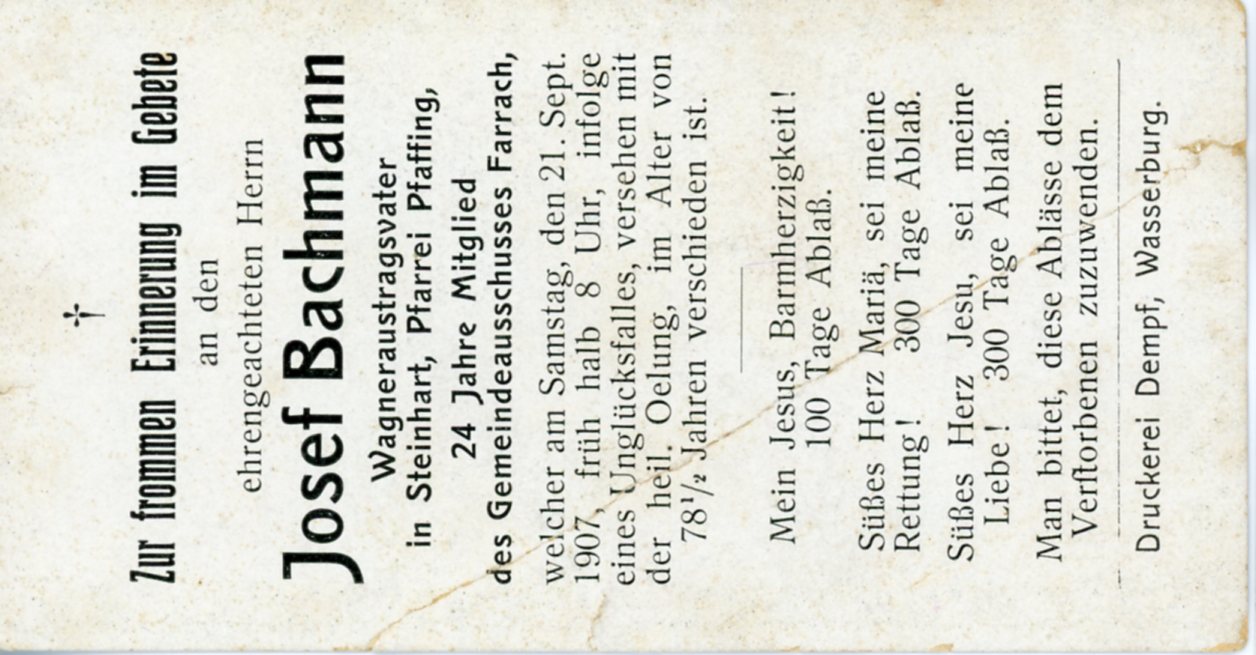 †
Zur frommen Erinnerung im Gebete
an den
ehrengeachteten Herrn
Josef Bachmann
Wagneraustragsvater
in Steinhart, Pfarrei Pfaffing,
24 Jahre Mitglied
des Gemeindeausschusses Farrach,
welcher am Samstag, den 21. Sept.
1907, früh halb 8 Uhr, infolge
eines Unglücksfalles, versehen mit
der heil. Oelung, im Alter von
78½ Jahren verschieden ist.
Mein Jesus, Barmherzigkeit!
100 Tage Ablaß.
Süßes Herz Mariä, sei meine
Rettung! 300 Tage Ablaß.
Süßes Herz Jesu, sei meine
Liebe! 300 Tage Ablaß.
Man bittet, diese Ablässe dem
Verſtorbenen zuzuwenden.
Druckerei Dempf, Wasserburg.